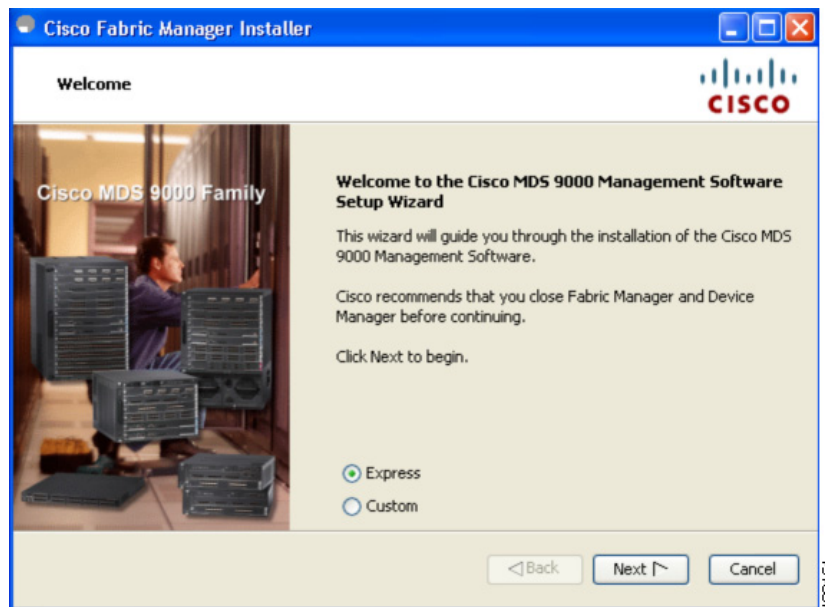 Cisco Fabric Manager Installer
Welcome
CISCO
Cisco MDS 9000 Family
Welcome to the Cisco MDS 9000 Management Software
Setup Wizard
This wizard will guide you through the installation of the Cisco MDS
9000 Management Software.
Cisco recommends that you close Fabric Manager and Device
Manager before continuing.
Click Next to begin.
Express
Custom
Back
Next
Cancel